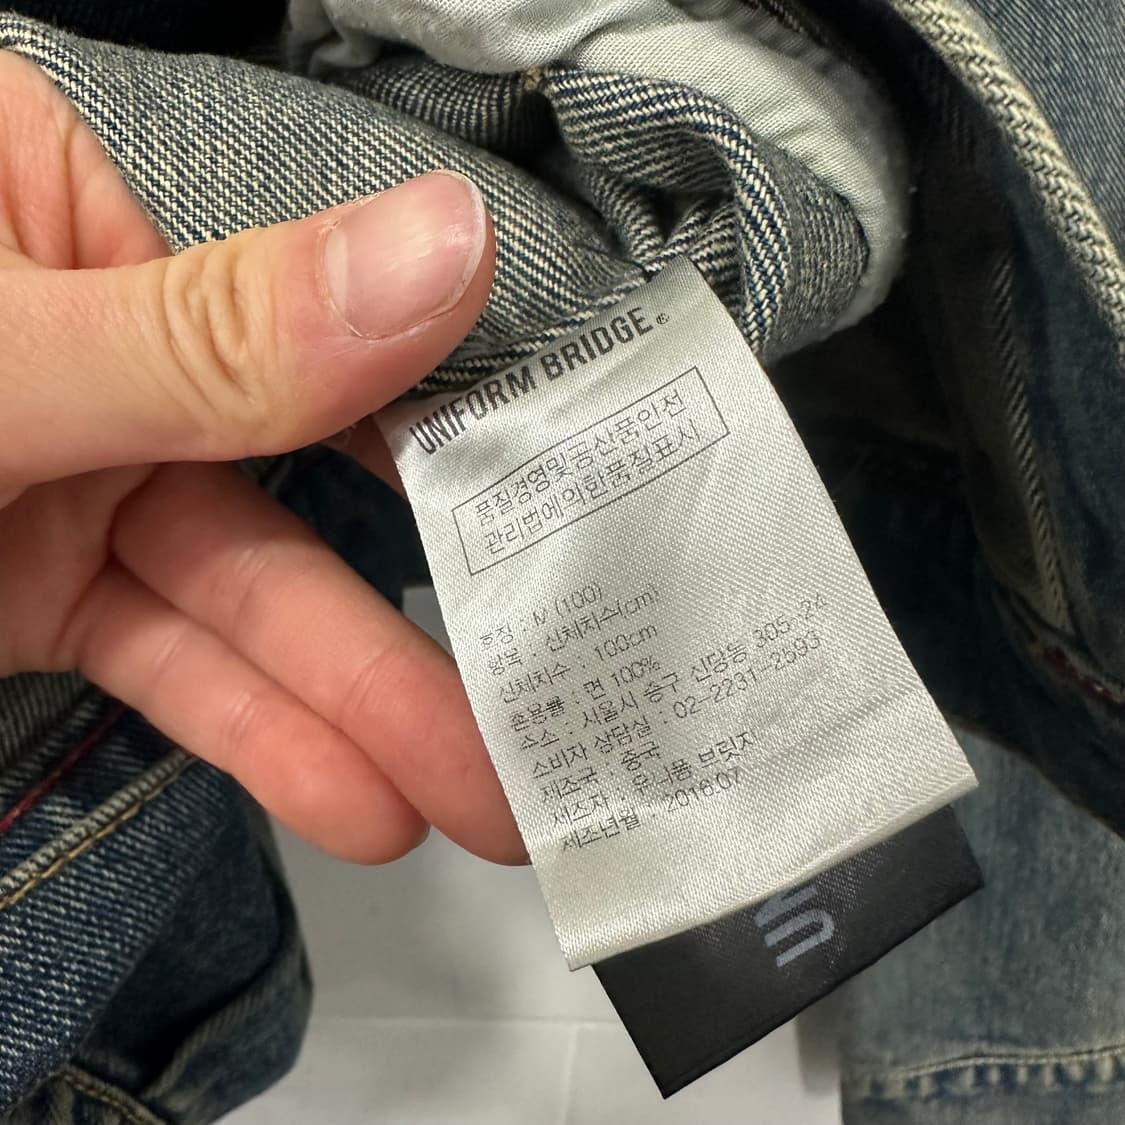 UNIFORM BRIDGE®
품질경영및공산품안전
관리법에의한품질표시
호칭 : M (100)
항목 : 신체치수(cm)
신체치수 : 100cm
혼용률 : 면 100%
주소 : 서울시 중구 신당동 305-24
소비자 상담실 : 02-2231-2593
제조국 : 중국
제조자 : 유니폼 브릿지
제조년월 : 2016.07